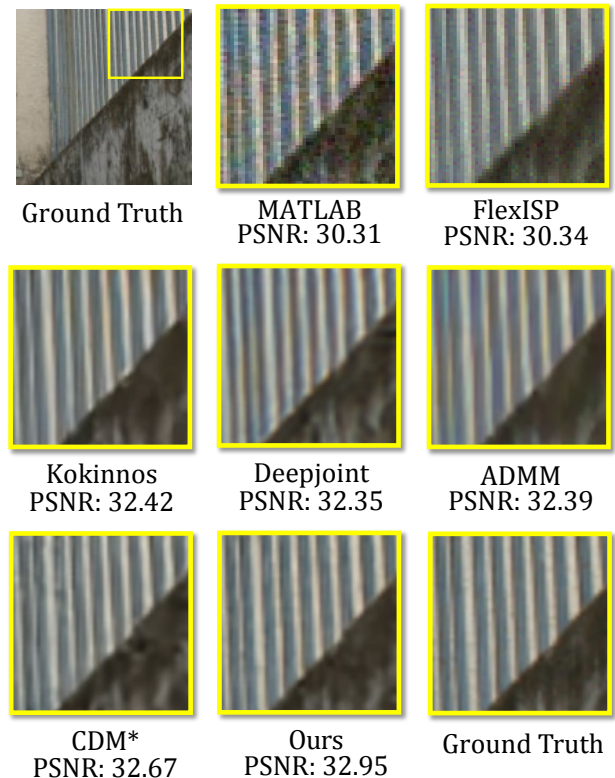 Ground Truth
MATLAB
PSNR: 30.31
FlexISP
PSNR: 30.34
Kokinnos
PSNR: 32.42
Deepjoint
PSNR: 32.35
ADMM
PSNR: 32.39
CDM*
PSNR: 32.67
Ours
PSNR: 32.95
Ground Truth